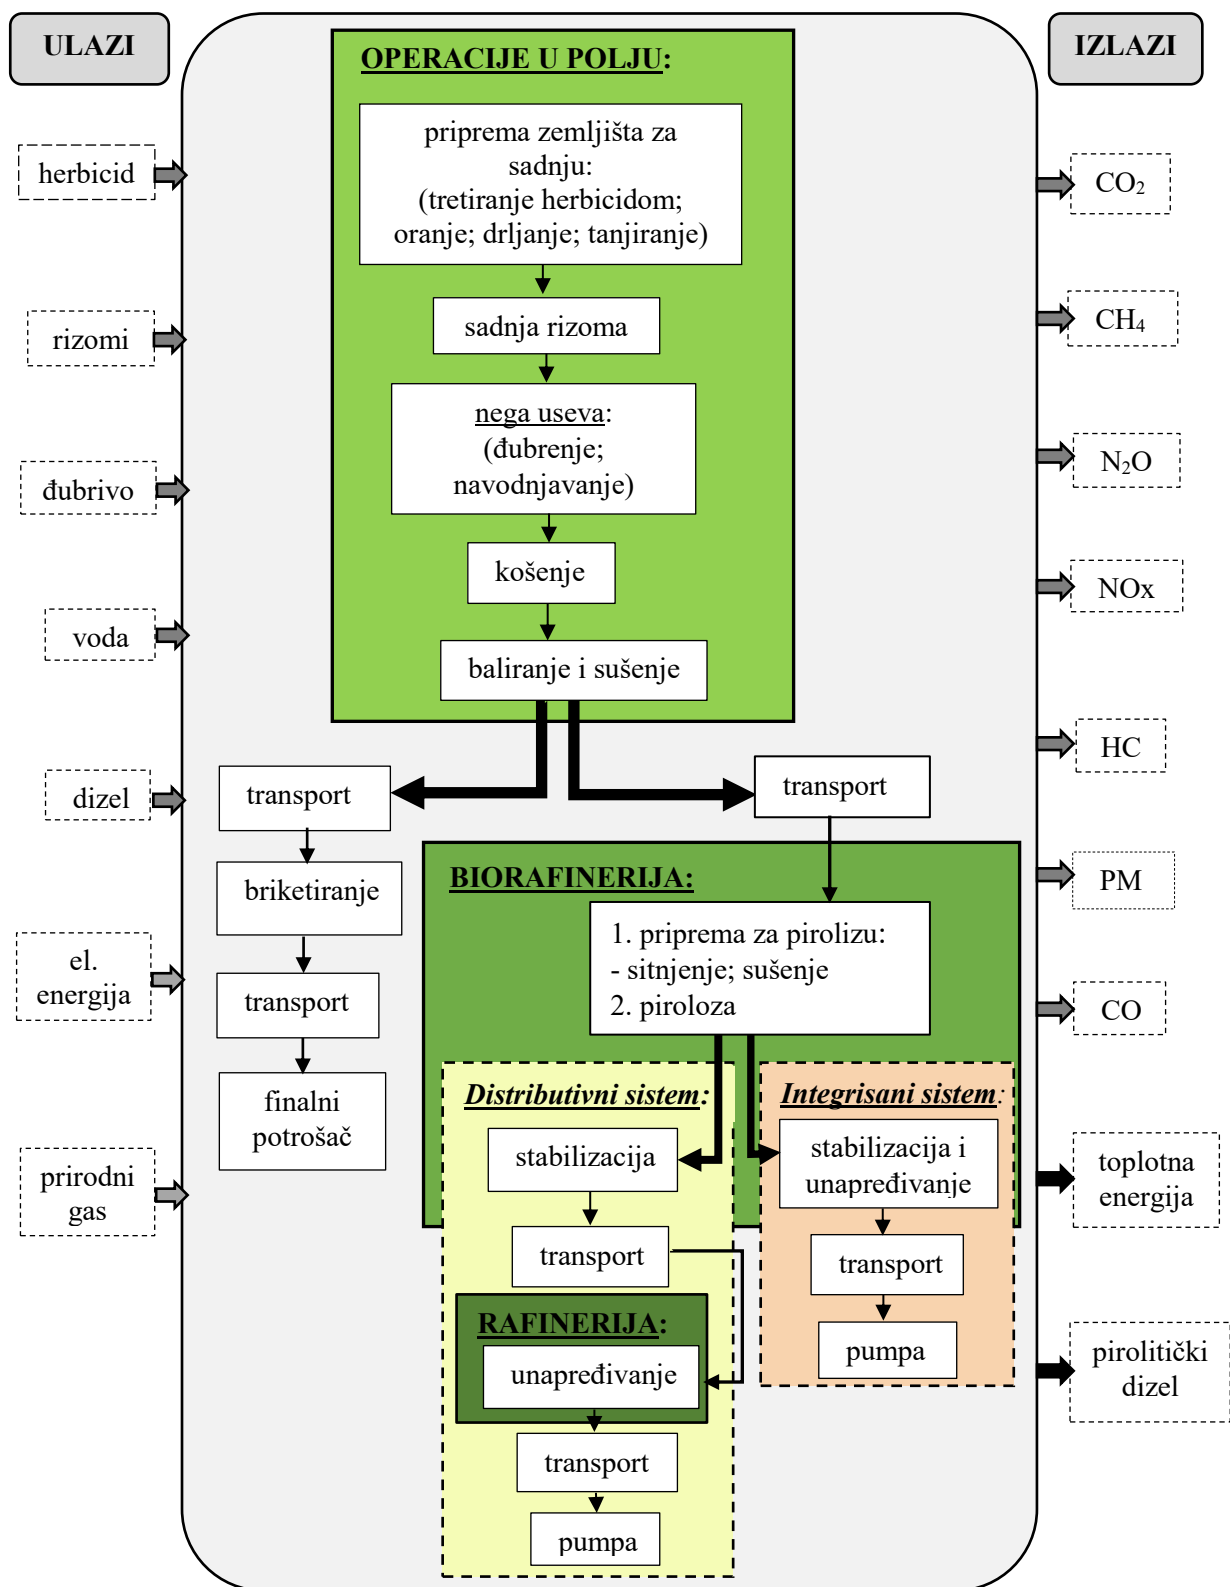 ULAZI
herbicid
rizomi
đubrivo
voda
dizel
el.
energija
prirodni
gas
OPERACIJE U POLJU:
priprema zemljišta za
sadnju:
(tretiranje herbicidom;
oranje; drljanje; tanjiranje)
sadnja rizoma
nega useva:
(đubrenje;
navodnjavanje)
košenje
baliranje i sušenje
transport
briketiranje
transport
finalni
potrošač
transport
BIORAFINERIJA:
1. priprema za pirolizu:
- sitnjenje; sušenje
2. piroloza
Distributivni sistem:
stabilizacija
transport
RAFINERIJA:
unapređivanje
transport
pumpa
Integrisani sistem:
stabilizacija i
unapređivanje
transport
pumpa
IZLAZI
CO₂
CH₄
N₂O
NOx
HC
PM
CO
toplotna
energija
pirolitički
dizel